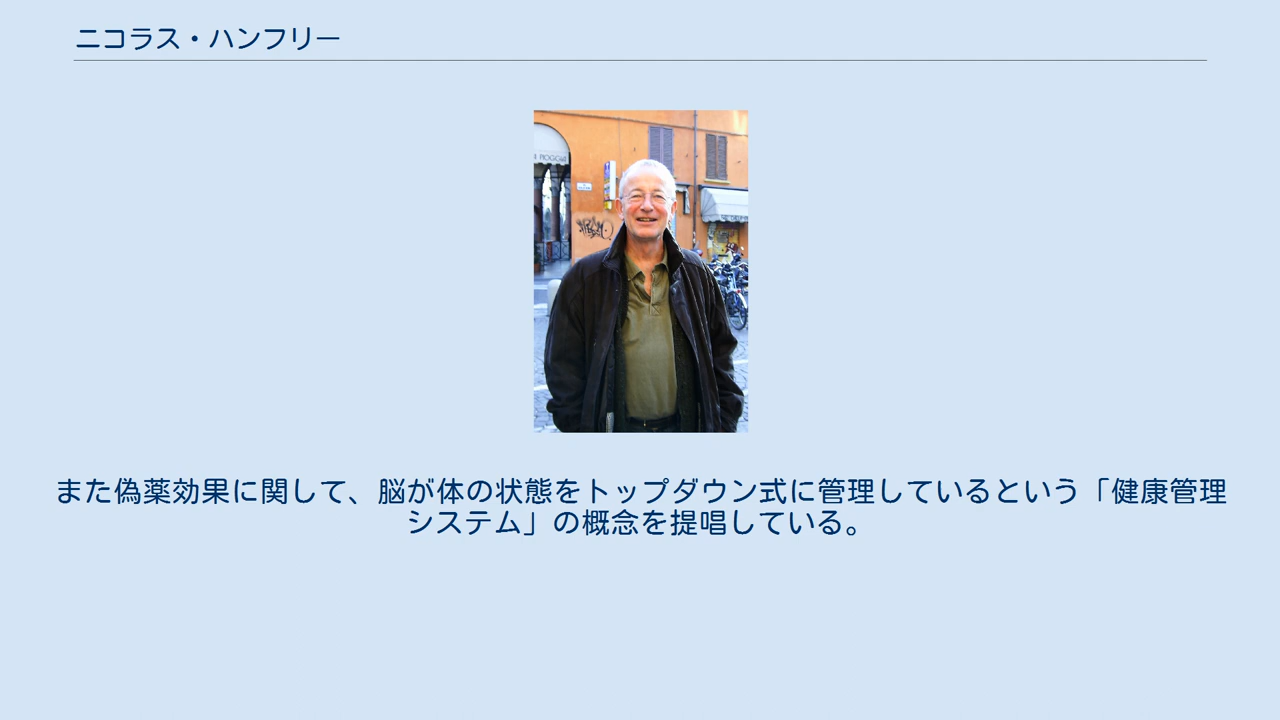 ニコラス・ハンフリー
また偽薬効果に関して、脳が体の状態をトップダウン式に管理しているという「健康管理
システム」の概念を提唱している。